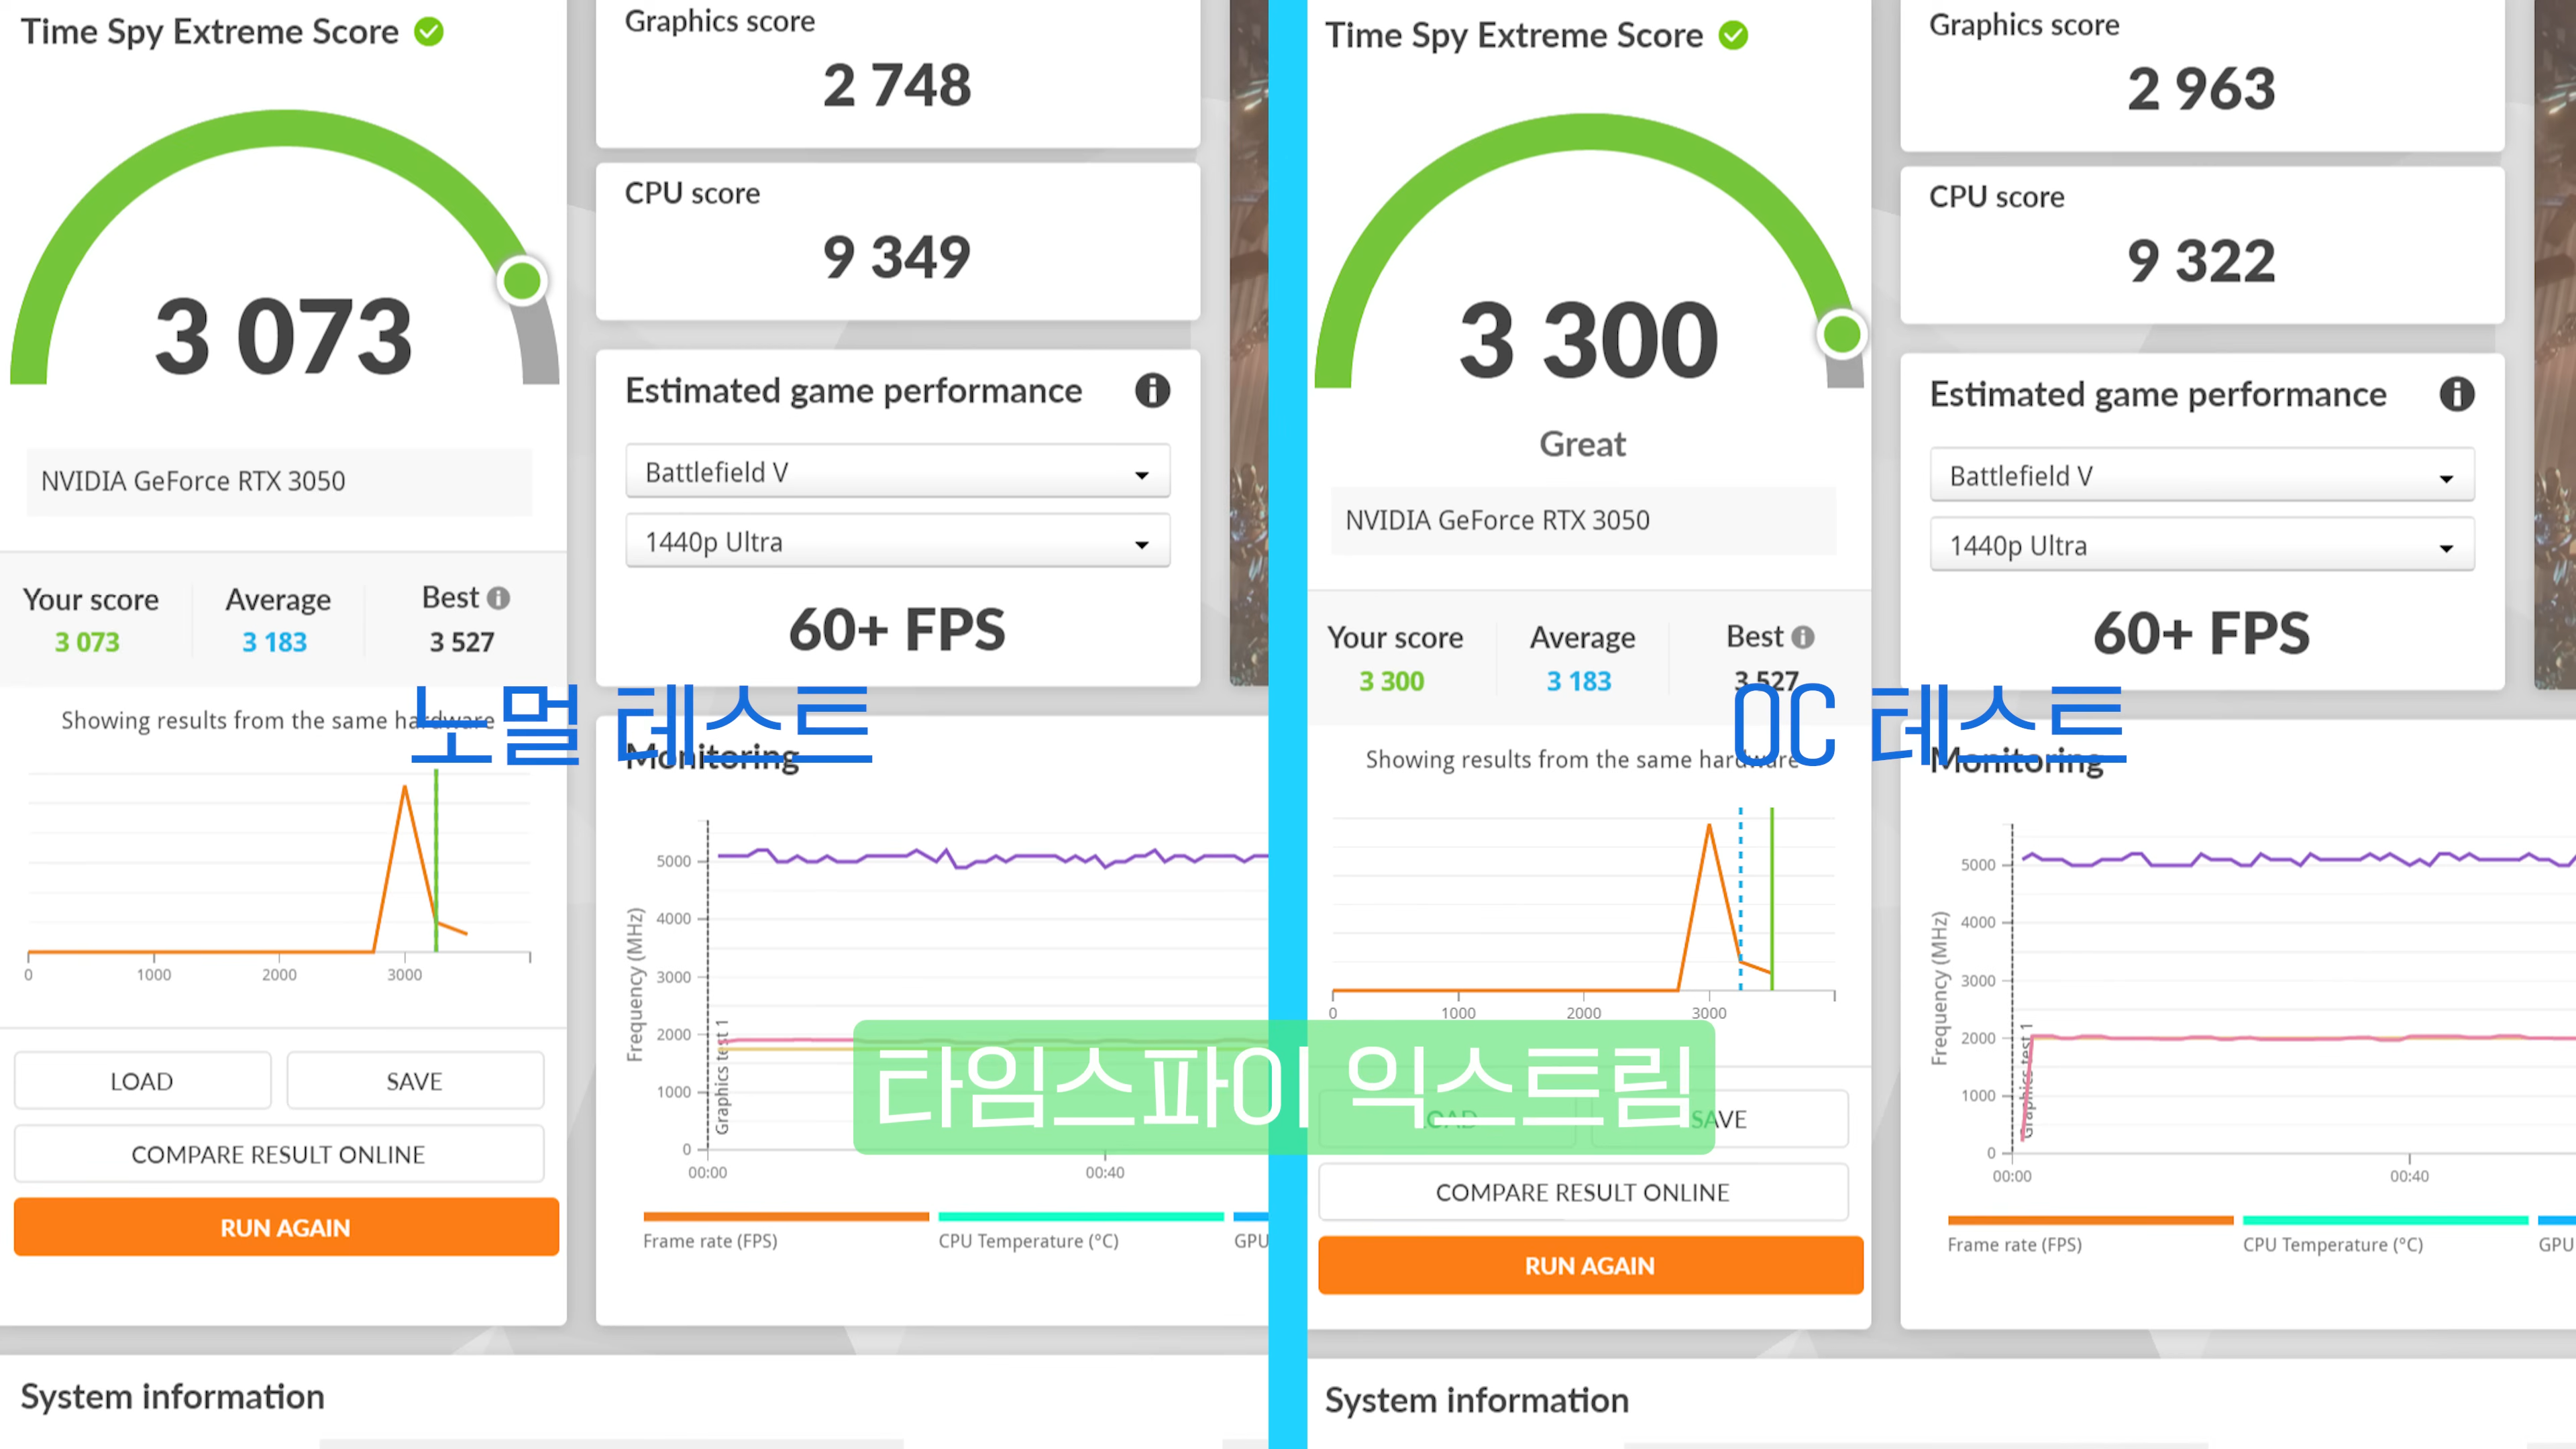 Time Spy Extreme Score
3 073
NVIDIA GeForce RTX 3050
Your score
3 073
Average
3 183
Best
3 527
Showing results from the same hardware
0
1000
2000
3000
LOAD
SAVE
COMPARE RESULT ONLINE
RUN AGAIN
System information
Graphics score
2 748
CPU score
9 349
Estimated game performance
Battlefield V
1440p Ultra
60+ FPS
노멀 테스트
Monitoring
Frequency (MHz)
5000
4000
3000
2000
1000
0
Graphics test 1
00:00
00:40
Frame rate (FPS)
CPU Temperature (°C)
GPU
타임스파이 익스트림
Time Spy Extreme Score
3 300
Great
NVIDIA GeForce RTX 3050
Your score
3 300
Average
3 183
Best
3 527
Showing results from the same hardware
0
1000
2000
3000
LOAD
SAVE
COMPARE RESULT ONLINE
RUN AGAIN
System information
Graphics score
2 963
CPU score
9 322
Estimated game performance
Battlefield V
1440p Ultra
60+ FPS
OC 테스트
Monitoring
Frequency (MHz)
5000
4000
3000
2000
1000
0
Graphics test 1
00:00
00:40
Frame rate (FPS)
CPU Temperature (°C)
GPU